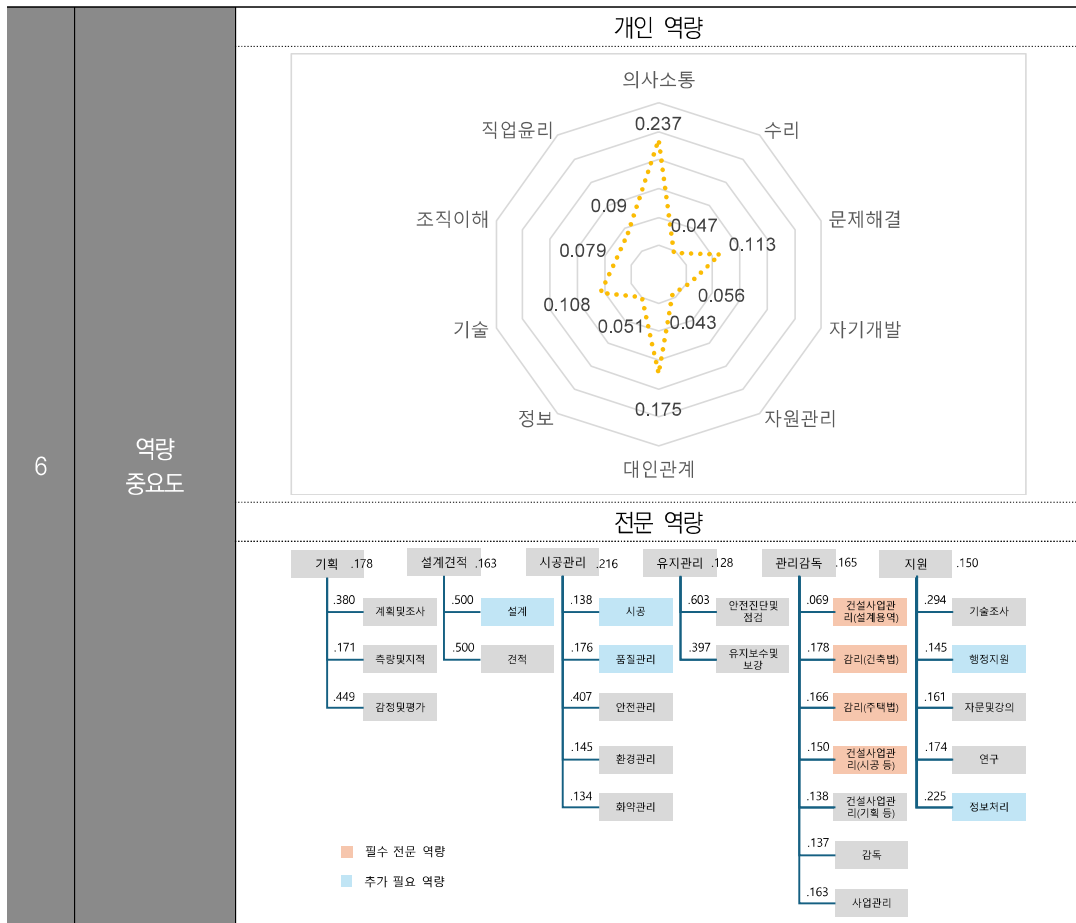 6
역량
중요도
개인 역량
의사소통
직업윤리
수리
0.237
0.09
0.047
조직이해
문제해결
0.079
0.113
0.108
0.056
기술
0.051
0.043
자기개발
0.175
정보
자원관리
대인관계
전문 역량
기획 .178
.380
계획및조사
.171
측량및지적
.449
감정및평가
설계견적 .163
.500
설계
.500
견적
시공관리 .216
.138
시공
.176
품질관리
.407
안전관리
.145
환경관리
.134
화약관리
유지관리 .128
.603
안전진단및
점검
.397
유지보수및
보강
관리감독 .165
.069
건설사업관
리(설계용역)
.178
감리(건축법)
.166
감리(주택법)
.150
건설사업관
리(시공 등)
.138
건설사업관
리(기획 등)
.137
감독
.163
사업관리
지원 .150
.294
기술조사
.145
행정지원
.161
자문및강의
.174
연구
.225
정보처리
필수 전문 역량
추가 필요 역량